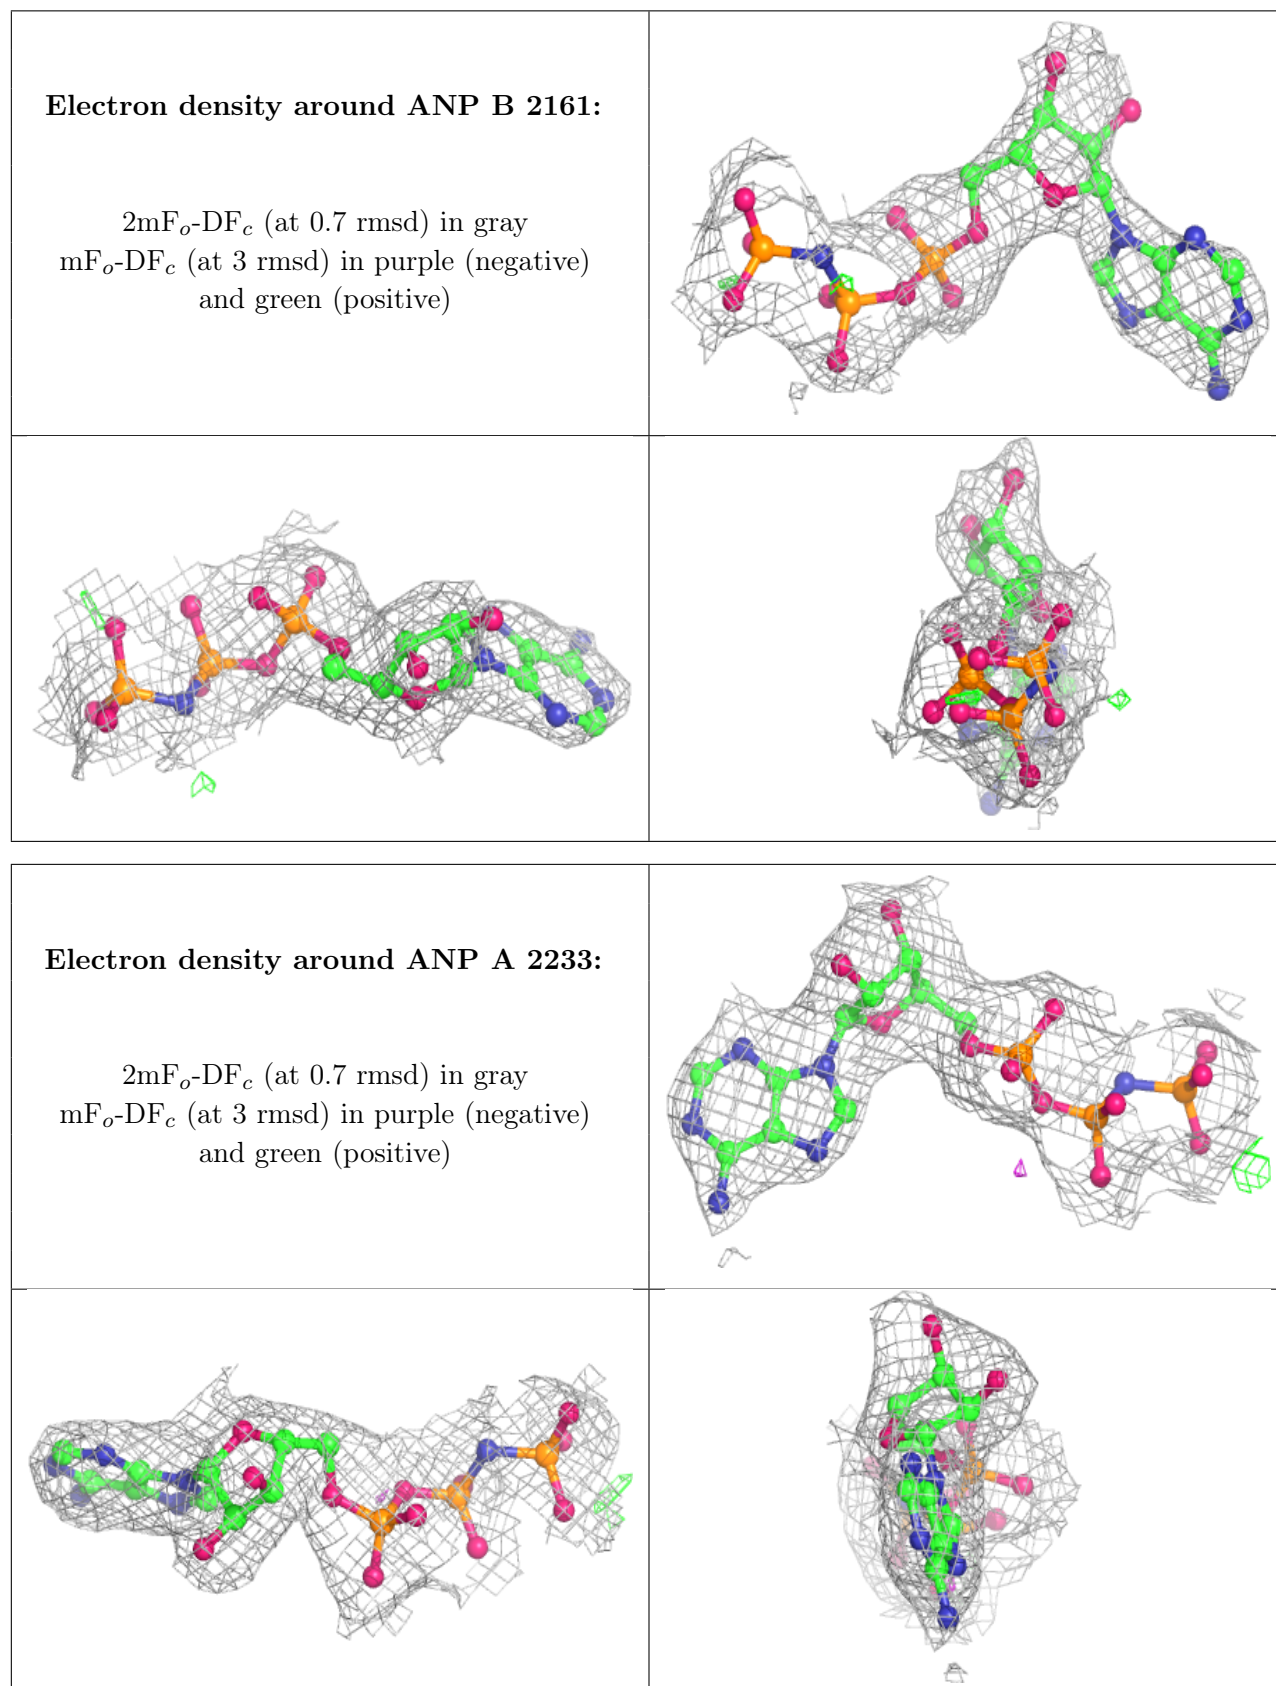 Electron density around ANP B 2161:
2mFo-DFc (at 0.7 rmsd) in gray
mFo-DFc (at 3 rmsd) in purple (negative)
and green (positive)
Electron density around ANP A 2233:
2mFo-DFc (at 0.7 rmsd) in gray
mFo-DFc (at 3 rmsd) in purple (negative)
and green (positive)